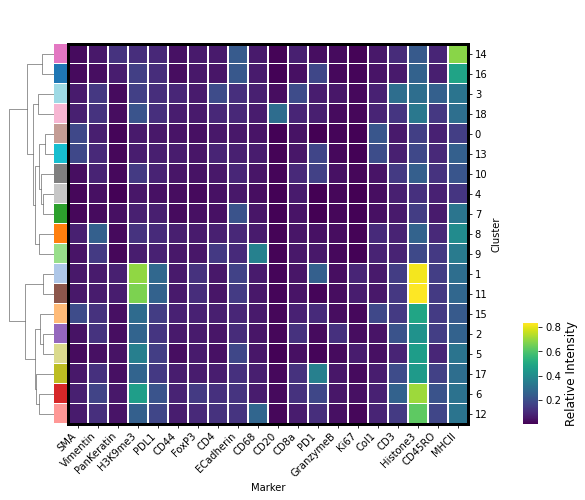 14
16
3
18
0
13
10
4
7
8
9
1
11
15
2
5
17
6
12
Cluster
SMA
Vimentin
PanKeratin
H3K9me3
PDL1
CD44
FoxP3
CD4
ECadherin
CD68
CD20
CD8a
PD1
GranzymeB
Ki67
Col1
CD3
Histone3
CD45RO
MHCII
Marker
0.8
0.6
0.4
0.2
Relative Intensity